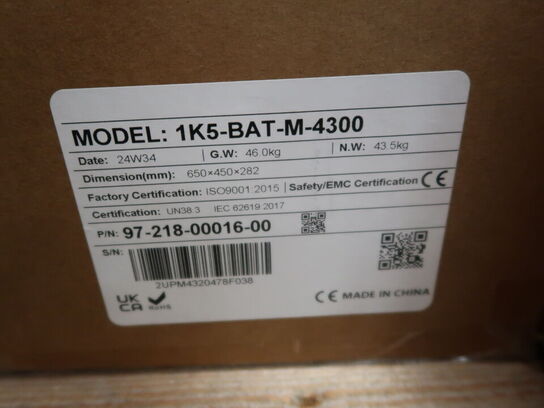 MODEL: 1K5-BAT-M-4300
Date: 24W34 G.W: 46.0kg N.W: 43.5kg
Dimension(mm): 650×450×282
Factory Certification: ISO9001:2015 Safety/EMC Certification CE
Certification: UN38.3 IEC 62619:2017
P/N: 97-218-00016-00
S/N:
2UPM4320478F038
UK
CA RoHS
CE MADE IN CHINA